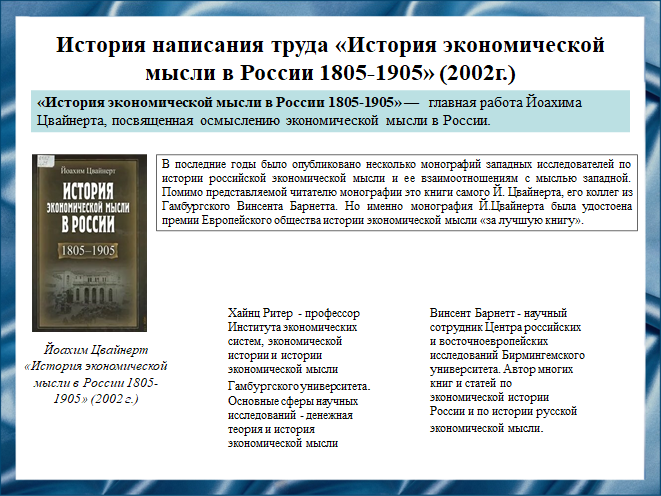 История написания труда «История экономической
мысли в России 1805-1905» (2002г.)
«История экономической мысли в России 1805-1905» — главная работа Йоахима
Цвайнерта, посвященная осмыслению экономической мысли в России.
Йоахим Цвайнерт
ИСТОРИЯ
ЭКОНОМИЧЕСКОЙ
МЫСЛИ
В РОССИИ
1805–1905
В последние годы было опубликовано несколько монографий западных исследователей по
истории российской экономической мысли и ее взаимоотношениям с мыслью западной.
Помимо представляемой читателю монографии это книги самого Й. Цвайнерта, его коллег из
Гамбургского Винсента Барнетта. Но именно монография Й.Цвайнерта была удостоена
премии Европейского общества истории экономической мысли «за лучшую книгу».
Йоахим Цвайнерт
«История экономической
мысли в России 1805-
1905» (2002 г.)
Хайнц Ритер - профессор
Института экономических
систем, экономической
истории и истории
экономической мысли
Гамбургского университета.
Основные сферы научных
исследований - денежная
теория и история
экономической мысли
Винсент Барнетт - научный
сотрудник Центра российских
и восточноевропейских
исследований Бирмингемского
университета. Автор многих
книг и статей по
экономической истории
России и по истории русской
экономической мысли.